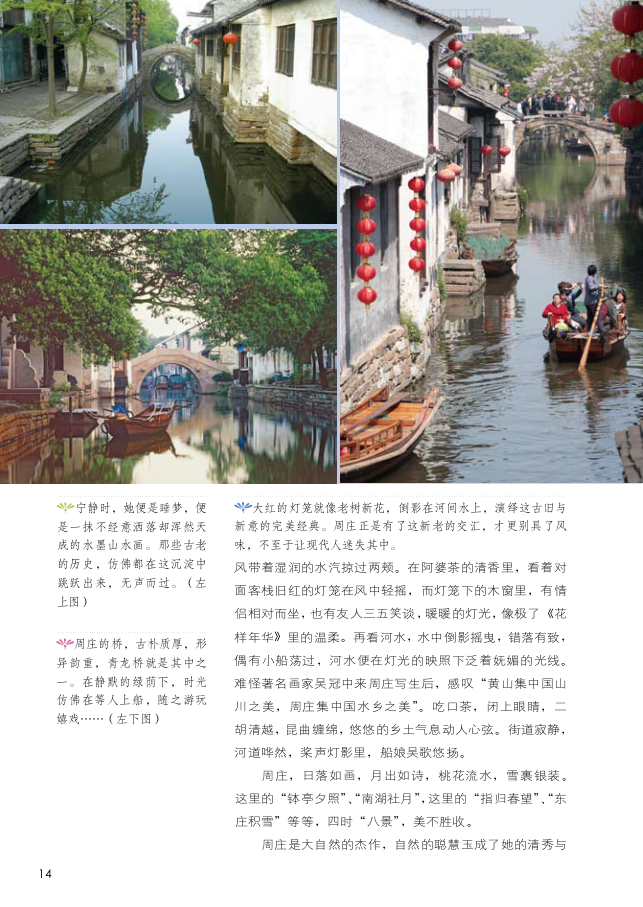 宁静时，她便是睡梦，便
是一抹不经意洒落却浑然天
成的水墨山水画。那些古老
的历史，仿佛都在这沉淀中
跳跃出来，无声而过。（左
上图）
周庄的桥，古朴质厚，形
异韵重，青龙桥就是其中之
一。在静默的绿荫下，时光
仿佛在等人上船，随之游玩
嬉戏……（左下图）
大红的灯笼就像老树新花，倒影在河间水上，演绎这古旧与
新意的完美经典。周庄正是有了这新老的交汇，才更别具了风
味，不至于让现代人迷失其中。
风带着湿润的水汽掠过两颊。在阿婆茶的清香里，看着对
面客栈旧红的灯笼在风中轻摇，而灯笼下的木窗里，有情
侣相对而坐，也有友人三五笑谈，暖暖的灯光，像极了《花
样年华》里的温柔。再看河水，水中倒影摇曳，错落有致，
偶有小船荡过，河水便在灯光的映照下泛着妩媚的光线。
难怪著名画家吴冠中来周庄写生后，感叹“黄山集中国山
川之美，周庄集中国水乡之美”。吃口茶，闭上眼睛，二
胡清越，昆曲缠绵，悠悠的乡土气息动人心弦。街道寂静，
河道哗然，桨声灯影里，船娘吴歌悠扬。
周庄，日落如画，月出如诗，桃花流水，雪裹银装。
这里的“钵亭夕照”、“南湖社月”，这里的“指归春望”、“东
庄积雪”等等，四时“八景”，美不胜收。
周庄是大自然的杰作，自然的聪慧玉成了她的清秀与
14